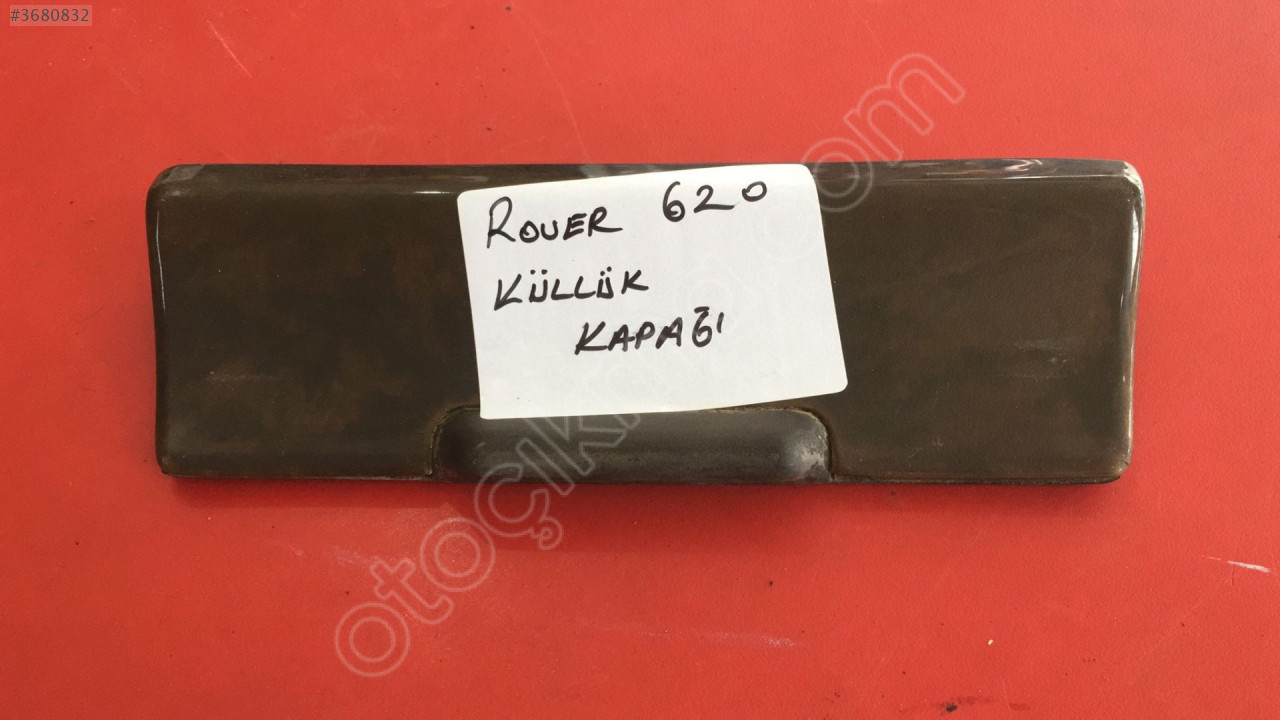 #3680832
ROVER 620
KÜLLÜK
KAPAĞI
otoçıkma.com